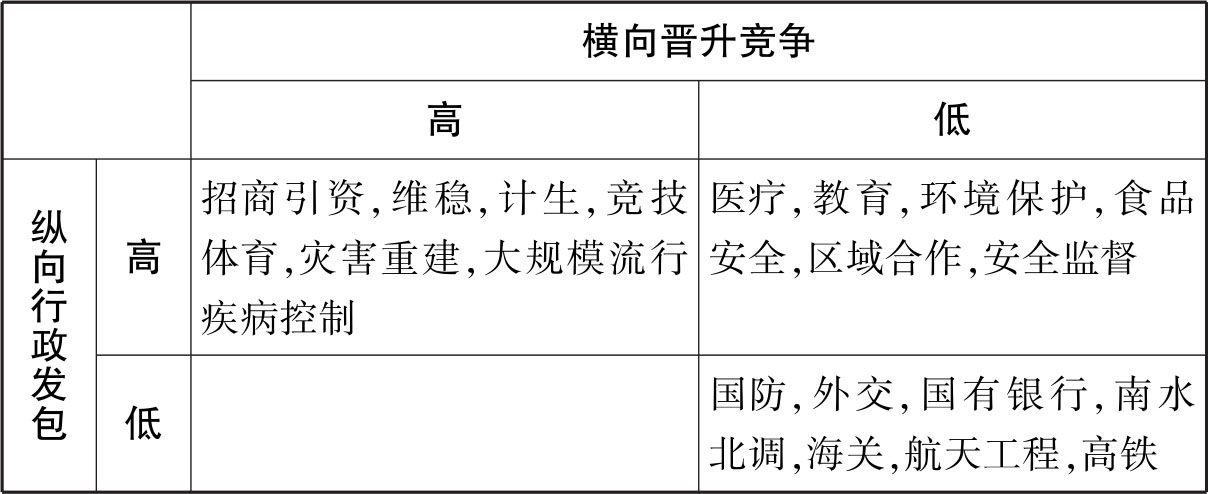 横向晋升竞争
高
低
纵向行政发包
高
招商引资,维稳,计生,竞技
体育,灾害重建,大规模流行
疾病控制
医疗,教育,环境保护,食品
安全,区域合作,安全监督
低
国防,外交,国有银行,南水
北调,海关,航天工程,高铁